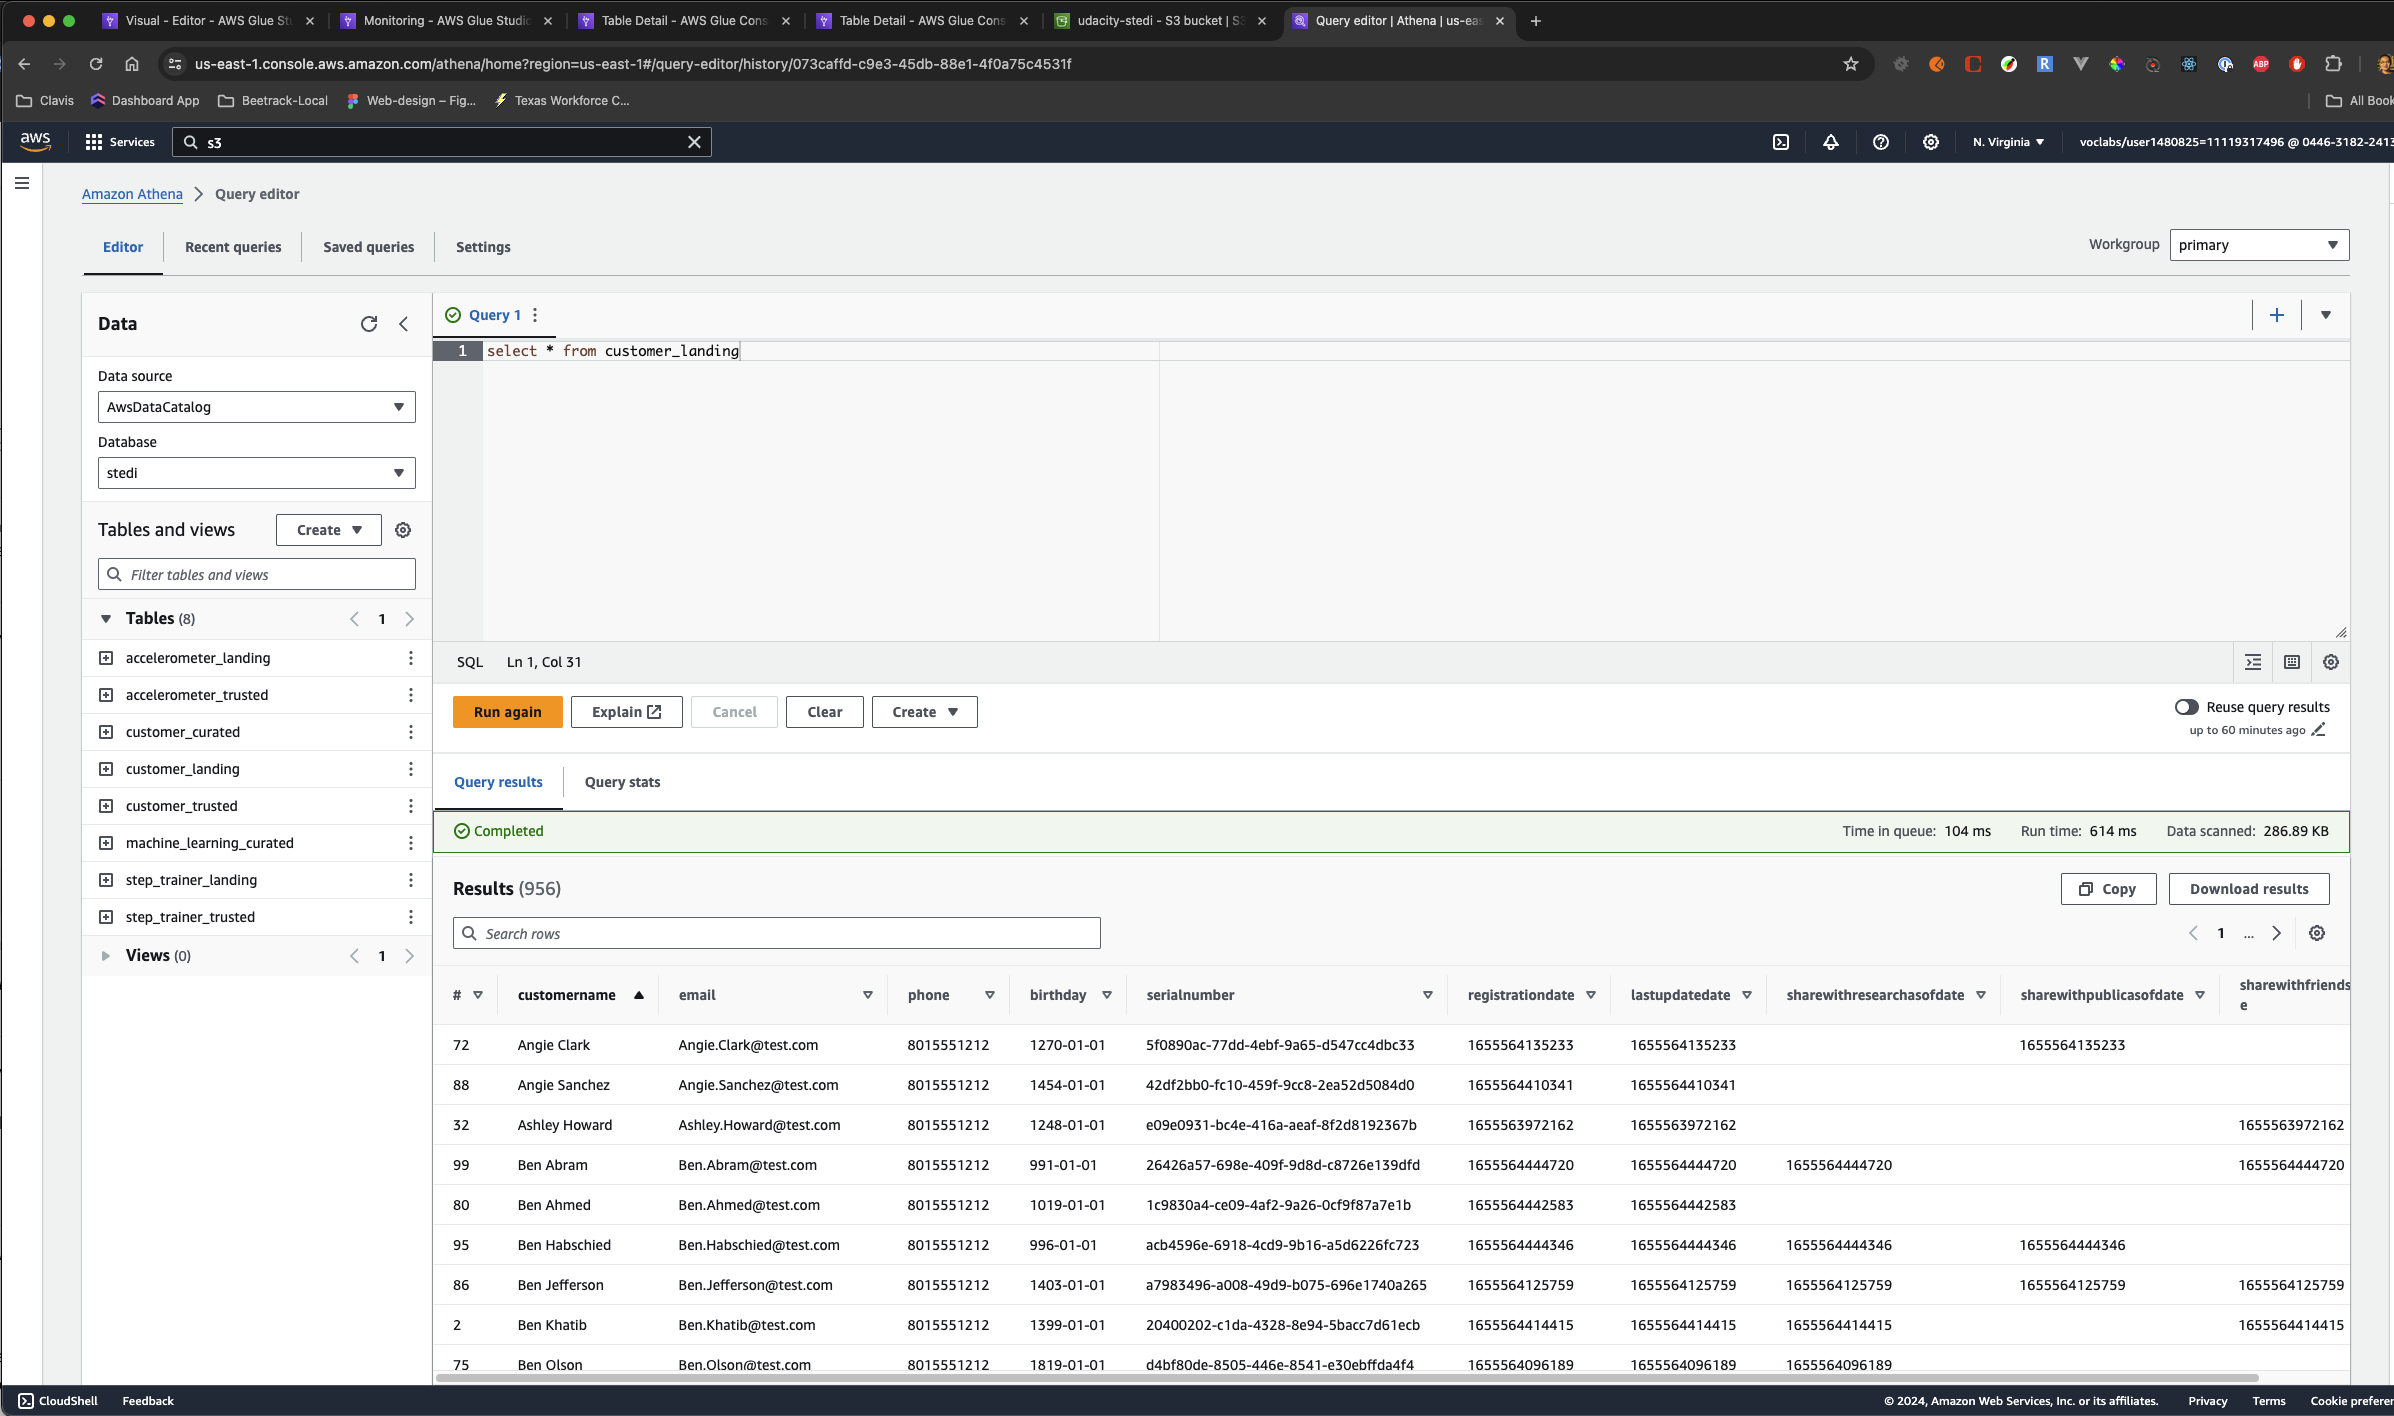 Visual - Editor - AWS Glue Stu
Monitoring - AWS Glue Studio
Table Detail - AWS Glue Cons
Table Detail - AWS Glue Cons
udacity-stedi - S3 bucket | S3
Query editor | Athena | us-eas
us-east-1.console.aws.amazon.com/athena/home?region=us-east-1#/query-editor/history/073caffd-c9e3-45db-88e1-4f0a75c4531f
Clavis
Dashboard App
Beetrack-Local
Web-design – Fig...
Texas Workforce C...
All Book
aws
Services
s3
N. Virginia
voclabs/user1480825=11119317496 @ 0446-3182-2413
Amazon Athena
Query editor
Editor
Recent queries
Saved queries
Settings
Workgroup
primary
Data
Data source
AwsDataCatalog
Database
stedi
Tables and views
Create
Filter tables and views
Tables (8)
1
accelerometer_landing
accelerometer_trusted
customer_curated
customer_landing
customer_trusted
machine_learning_curated
step_trainer_landing
step_trainer_trusted
Views (0)
1
Query 1
1 select * from customer_landing
SQL Ln 1, Col 31
Run again
Explain
Cancel
Clear
Create
Reuse query results
up to 60 minutes ago
Query results
Query stats
Completed
Time in queue: 104 ms Run time: 614 ms Data scanned: 286.89 KB
Results (956)
Copy
Download results
Search rows
1 ...
# customername email phone birthday serialnumber registrationdate lastupdatedate sharewithresearchasofdate sharewithpublicasofdate sharewithfriends
e
72 Angie Clark Angie.Clark@test.com 8015551212 1270-01-01 5f0890ac-77dd-4ebf-9a65-d547cc4dbc33 1655564135233 1655564135233 1655564135233
88 Angie Sanchez Angie.Sanchez@test.com 8015551212 1454-01-01 42df2bb0-fc10-459f-9cc8-2ea52d5084d0 1655564410341 1655564410341
32 Ashley Howard Ashley.Howard@test.com 8015551212 1248-01-01 e09e0931-bc4e-416a-aeaf-8f2d8192367b 1655563972162 1655563972162 1655563972162
99 Ben Abram Ben.Abram@test.com 8015551212 991-01-01 26426a57-698e-409f-9d8d-c8726e139dfd 1655564444720 1655564444720 1655564444720 1655564444720
80 Ben Ahmed Ben.Ahmed@test.com 8015551212 1019-01-01 1c9830a4-ce09-4af2-9a26-0cf9f87a7e1b 1655564442583 1655564442583
95 Ben Habschied Ben.Habschied@test.com 8015551212 996-01-01 acb4596e-6918-4cd9-9b16-a5d6226fc723 1655564444346 1655564444346 1655564444346 1655564444346
86 Ben Jefferson Ben.Jefferson@test.com 8015551212 1403-01-01 a7983496-a008-49d9-b075-696e1740a265 1655564125759 1655564125759 1655564125759 1655564125759 1655564125759
2 Ben Khatib Ben.Khatib@test.com 8015551212 1399-01-01 20400202-c1da-4328-8e94-5bacc7d61ecb 1655564414415 1655564414415 1655564414415 1655564414415
75 Ben Olson Ben.Olson@test.com 8015551212 1819-01-01 d4bf80de-8505-446e-8541-e30ebffda4f4 1655564096189 1655564096189 1655564096189
CloudShell
Feedback
© 2024, Amazon Web Services, Inc. or its affiliates.
Privacy
Terms
Cookie preferen